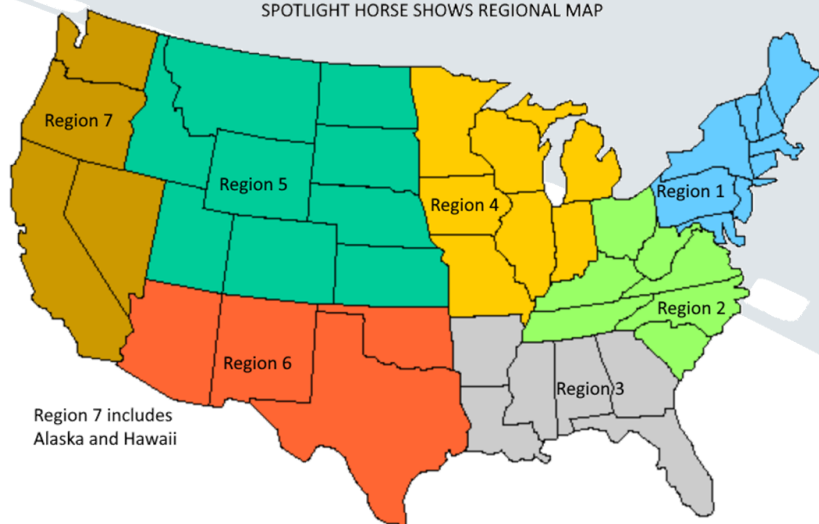 SPOTLIGHT HORSE SHOWS REGIONAL MAP
Region 7
Region 5
Region 4
Region 1
Region 2
Region 6
Region 3
Region 7 includes
Alaska and Hawaii